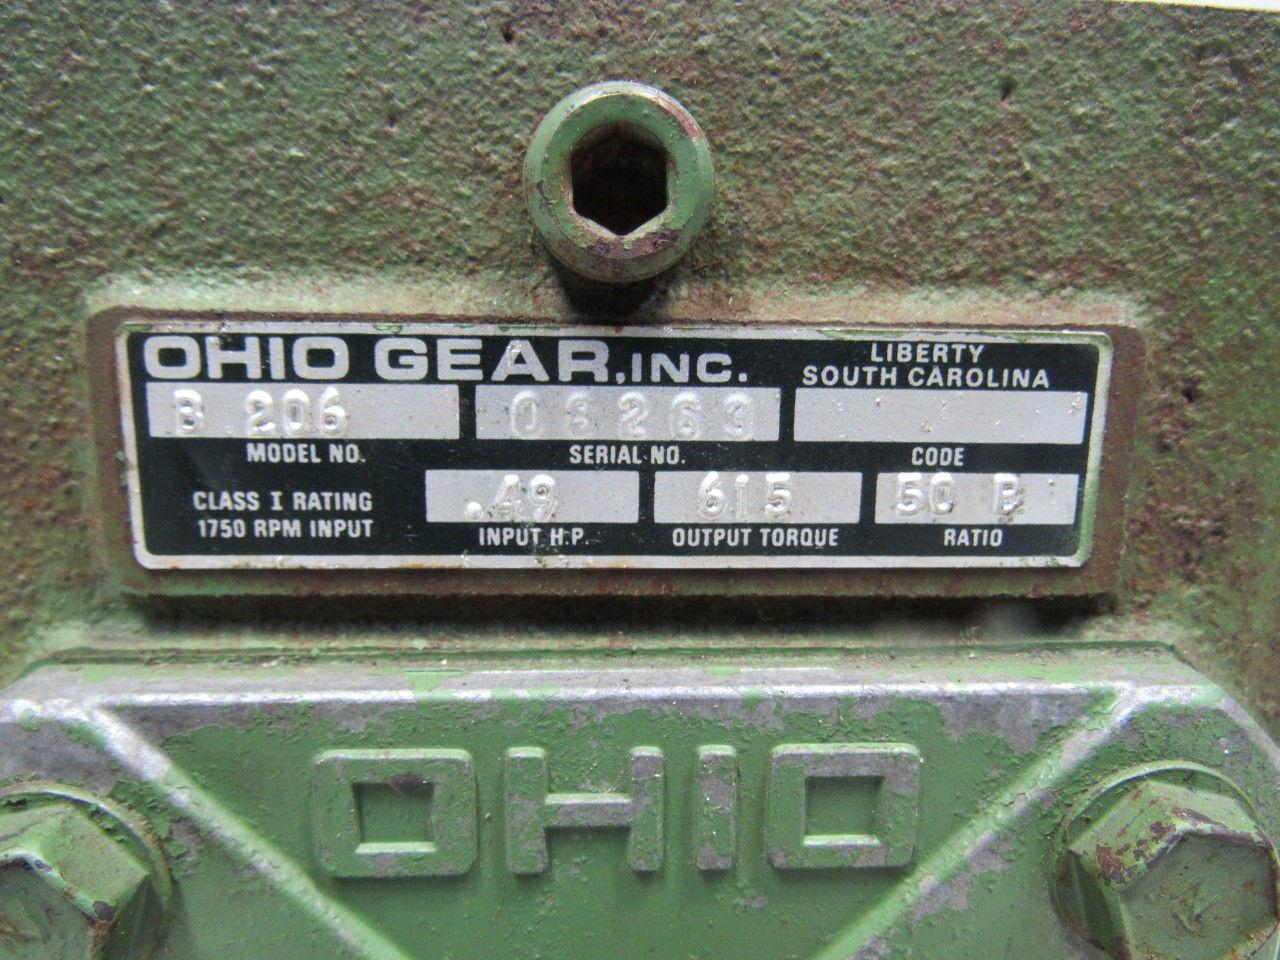 OHIO GEAR, INC.
LIBERTY
SOUTH CAROLINA
B 206
MODEL NO.
SERIAL NO.
CODE
CLASS I RATING
1750 RPM INPUT
.49
615
50
INPUT H.P.
OUTPUT TORQUE
RATIO
OHIO